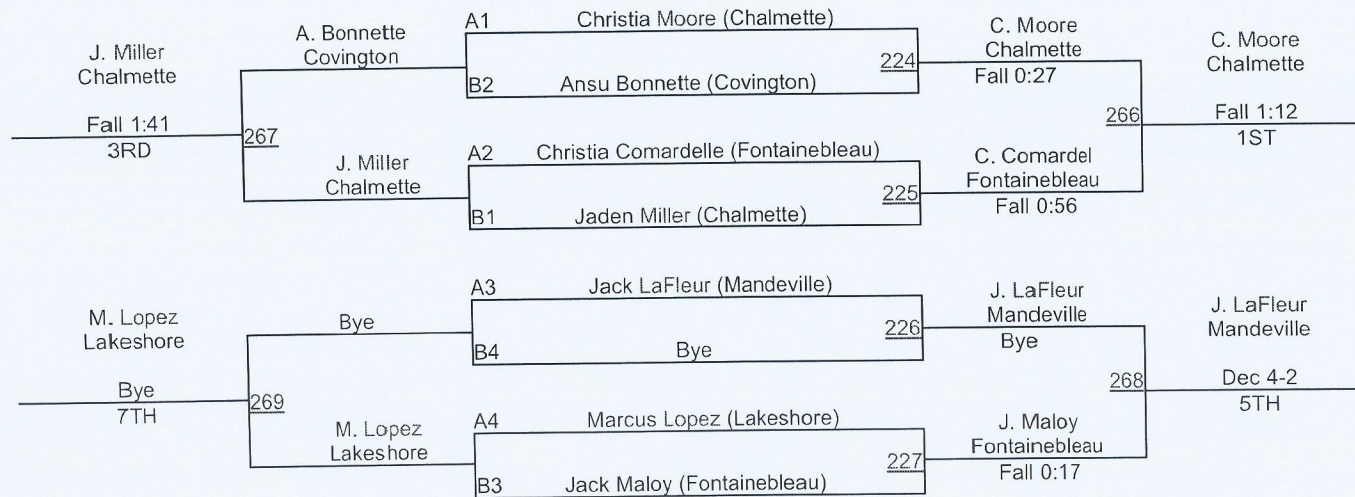 A1 Christia Moore (Chalmette)
A. Bonnette
Covington
C. Moore
Chalmette
C. Moore
Chalmette
J. Miller
Chalmette
224
Fall 0:27
B2 Ansu Bonnette (Covington)
Fall 1:41
3RD
267
266
Fall 1:12
1ST
A2 Christia Comardelle (Fontainebleau)
J. Miller
Chalmette
C. Comardel
Fontainebleau
225
Fall 0:56
B1 Jaden Miller (Chalmette)
A3 Jack LaFleur (Mandeville)
M. Lopez
Lakeshore
Bye
J. LaFleur
Mandeville
J. LaFleur
Mandeville
226
Bye
B4 Bye
Bye
7TH
269
268
Dec 4-2
5TH
A4 Marcus Lopez (Lakeshore)
M. Lopez
Lakeshore
J. Maloy
Fontainebleau
227
Fall 0:17
B3 Jack Maloy (Fontainebleau)